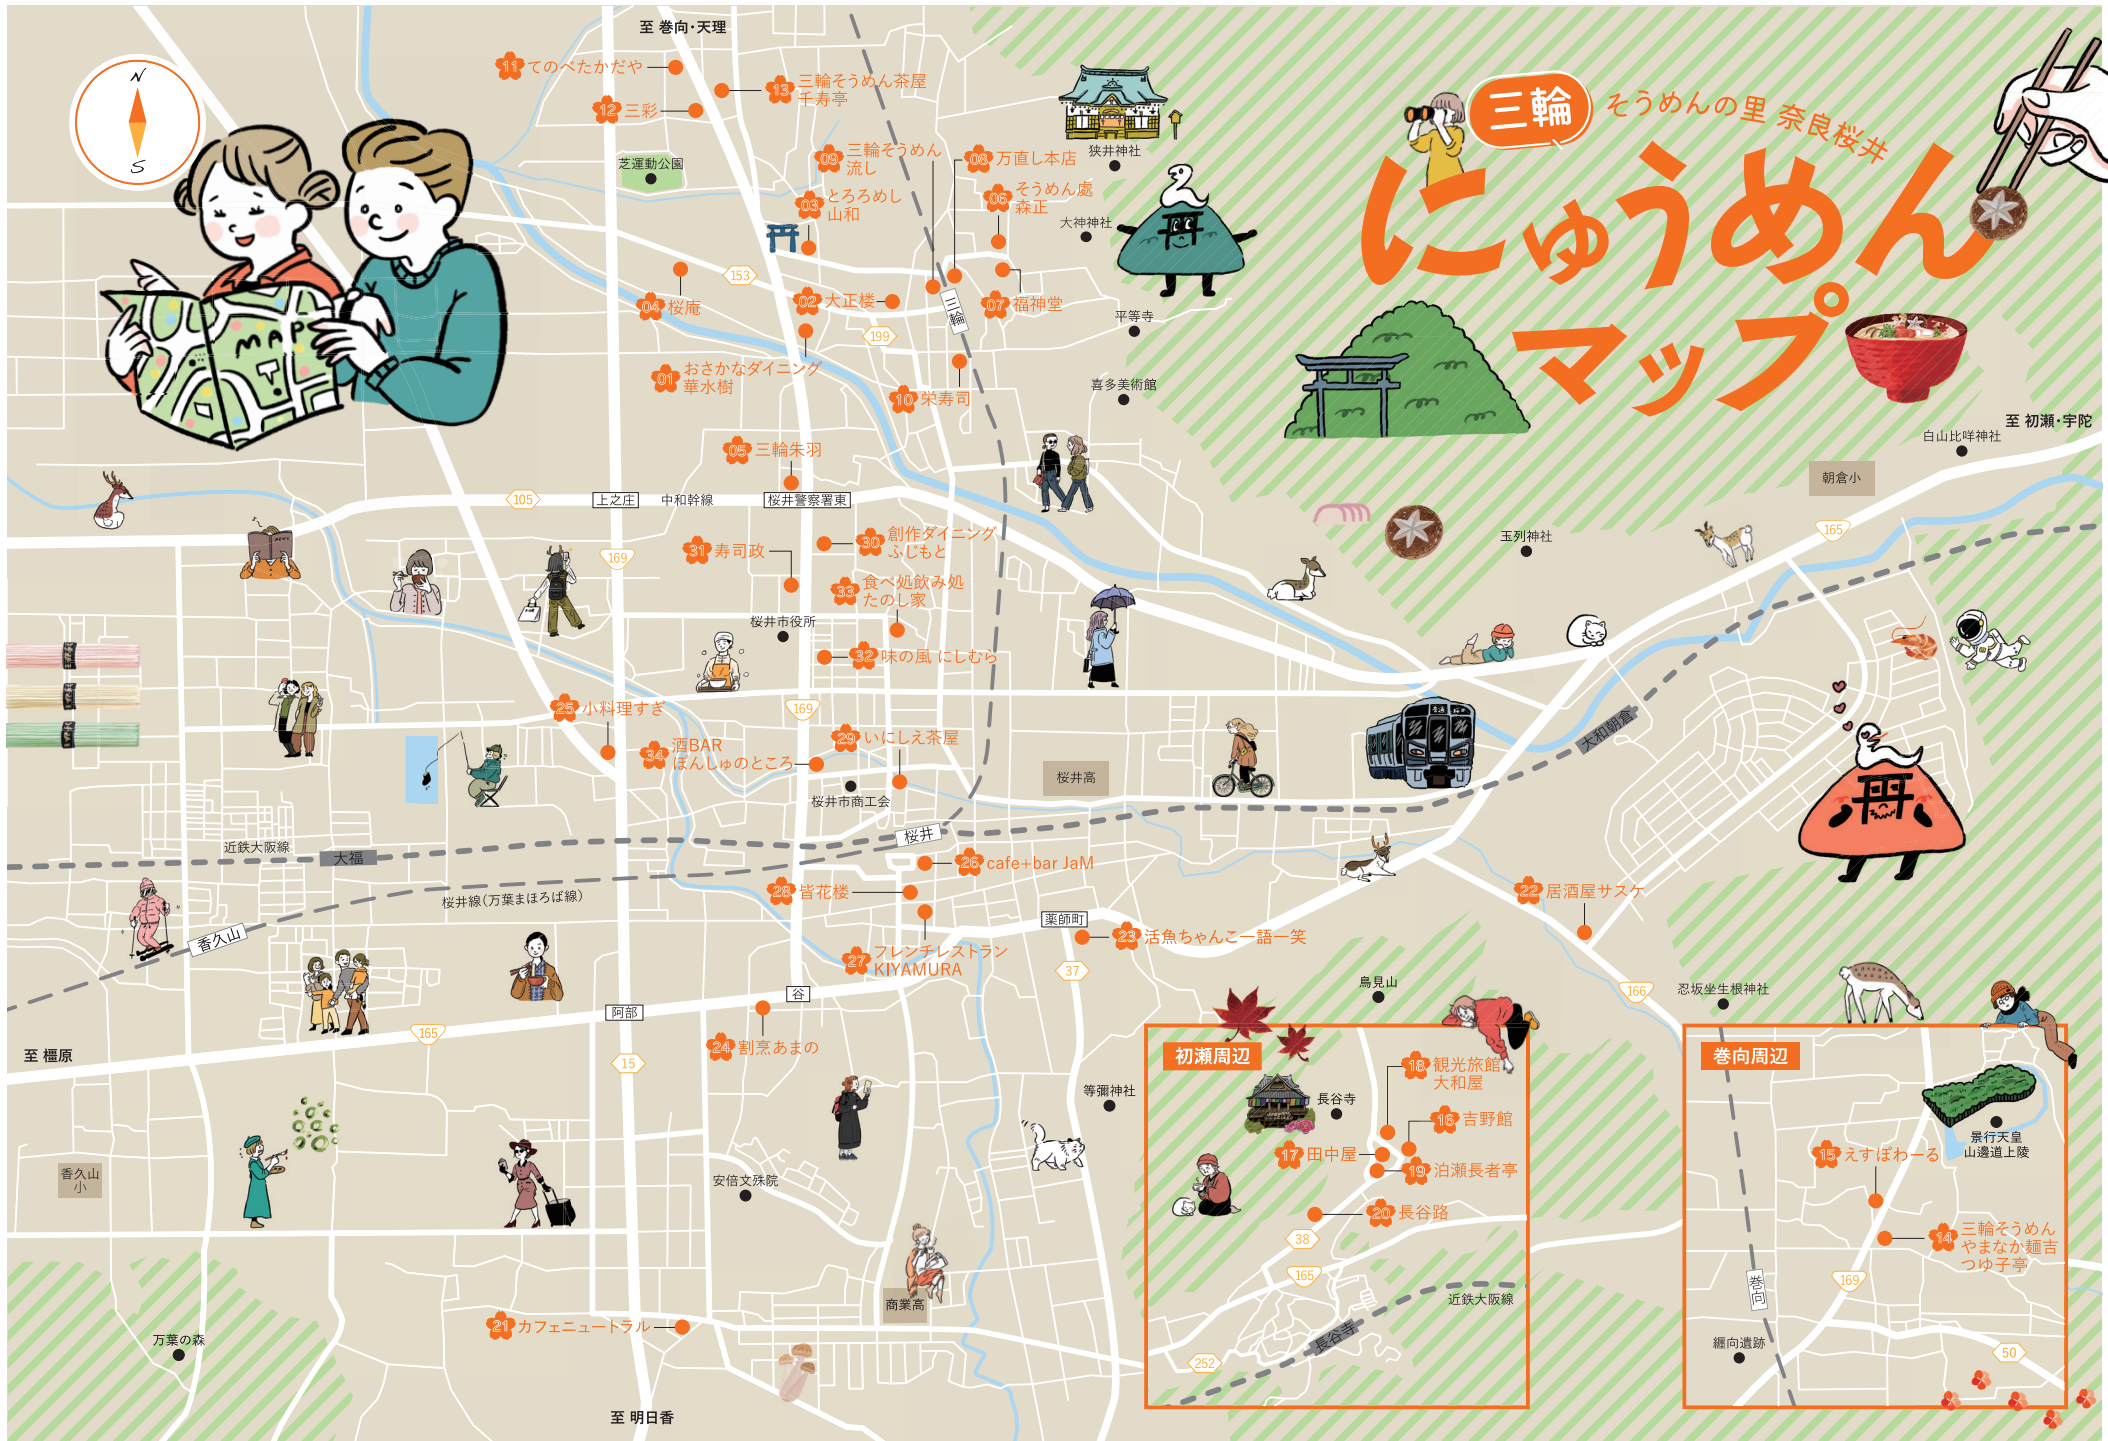 三輪
そうめんの里 奈良桜井
にゅうめん
マップ
N
S
MAP
至 巻向・天理
11 てのべたかだや
12 三彩
13 三輪そうめん茶屋
千寿亭
芝運動公園
09 三輪そうめん
流し
08 万直し本店
03 とろろめし
山和
06 そうめん處
森正
狭井神社
大神神社
153
04 桜庵
02 大正楼
三輪
07 福神堂
199
平等寺
01 おさかなダイニング
華水樹
10 栄寿司
喜多美術館
05 三輪朱羽
至 初瀬・宇陀
白山比咩神社
朝倉小
105
上之庄
中和幹線
桜井警察署東
169
31 寿司政
30 創作ダイニング
ふじもと
33 食べ処飲み処
たのし家
桜井市役所
32 味の風 にしむら
玉列神社
165
25 小料理すぎ
169
34 酒BAR
ぽんしゅのところ
29 いにしえ茶屋
桜井市商工会
桜井高
大和朝倉
近鉄大阪線
大福
桜井
26 cafe+bar JaM
28 皆花楼
桜井線(万葉まほろば線)
香久山
27 フレンチレストラン
KIYAMURA
薬師町
23 活魚ちゃんこ一語一笑
22 居酒屋サスケ
37
谷
阿部
165
至 橿原
24 割烹あまの
15
鳥見山
166
忍坂坐生根神社
等彌神社
香久山
小
安倍文殊院
商業高
21 カフェニュートラル
万葉の森
至 明日香
初瀬周辺
18 観光旅館
大和屋
長谷寺
16 吉野館
17 田中屋
19 泊瀬長者亭
20 長谷路
38
165
近鉄大阪線
長谷寺
252
巻向周辺
景行天皇
山邊道上陵
15 えすぽわーる
14 三輪そうめん
やまなか麺吉
つゆ子亭
169
巻向
纒向遺跡
50